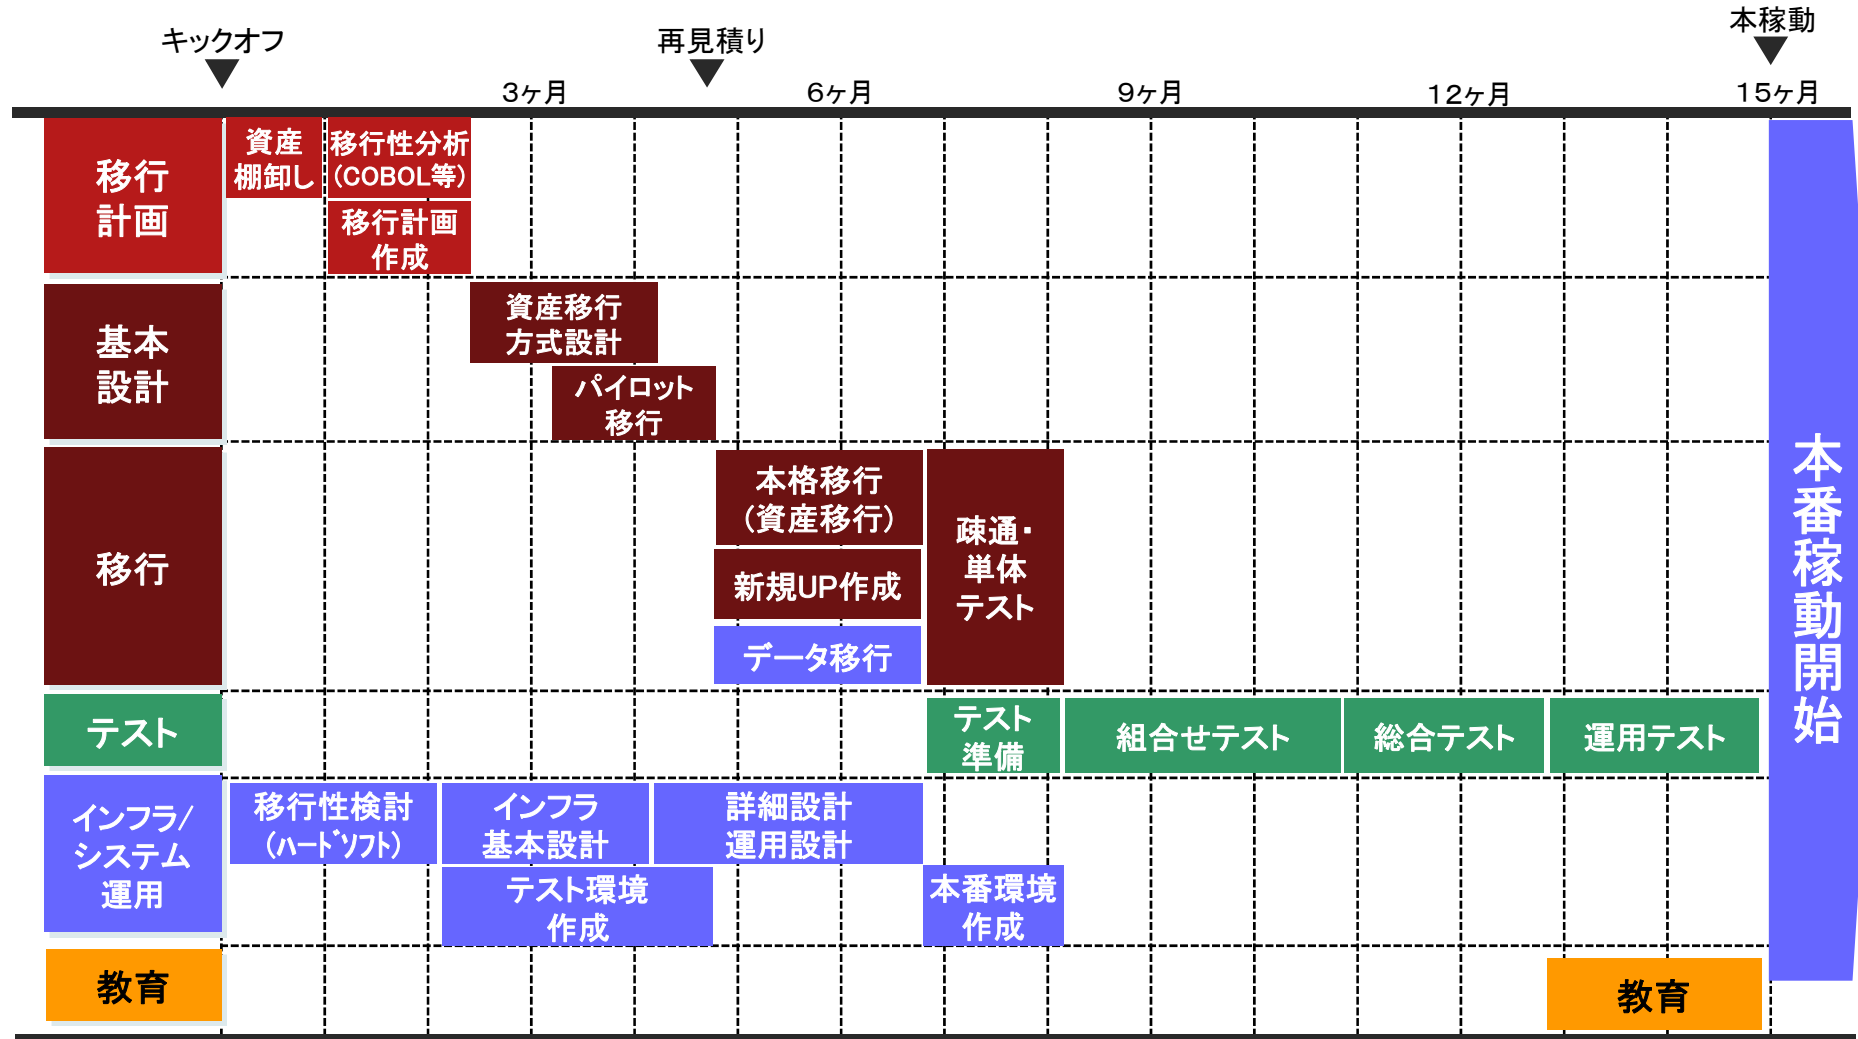 キックオフ
再見積り
本稼動
3ヶ月
6ヶ月
9ヶ月
12ヶ月
15ヶ月
移行
計画
資産
棚卸し
移行性分析
(COBOL等)
移行計画
作成
基本
設計
資産移行
方式設計
パイロット
移行
移行
本格移行
(資産移行)
新規UP作成
データ移行
疎通・
単体
テスト
テスト
テスト
準備
組合せテスト
総合テスト
運用テスト
インフラ/
システム
運用
移行性検討
(ハードソフト)
インフラ
基本設計
詳細設計
運用設計
テスト環境
作成
本番環境
作成
教育
教育
本番稼動開始